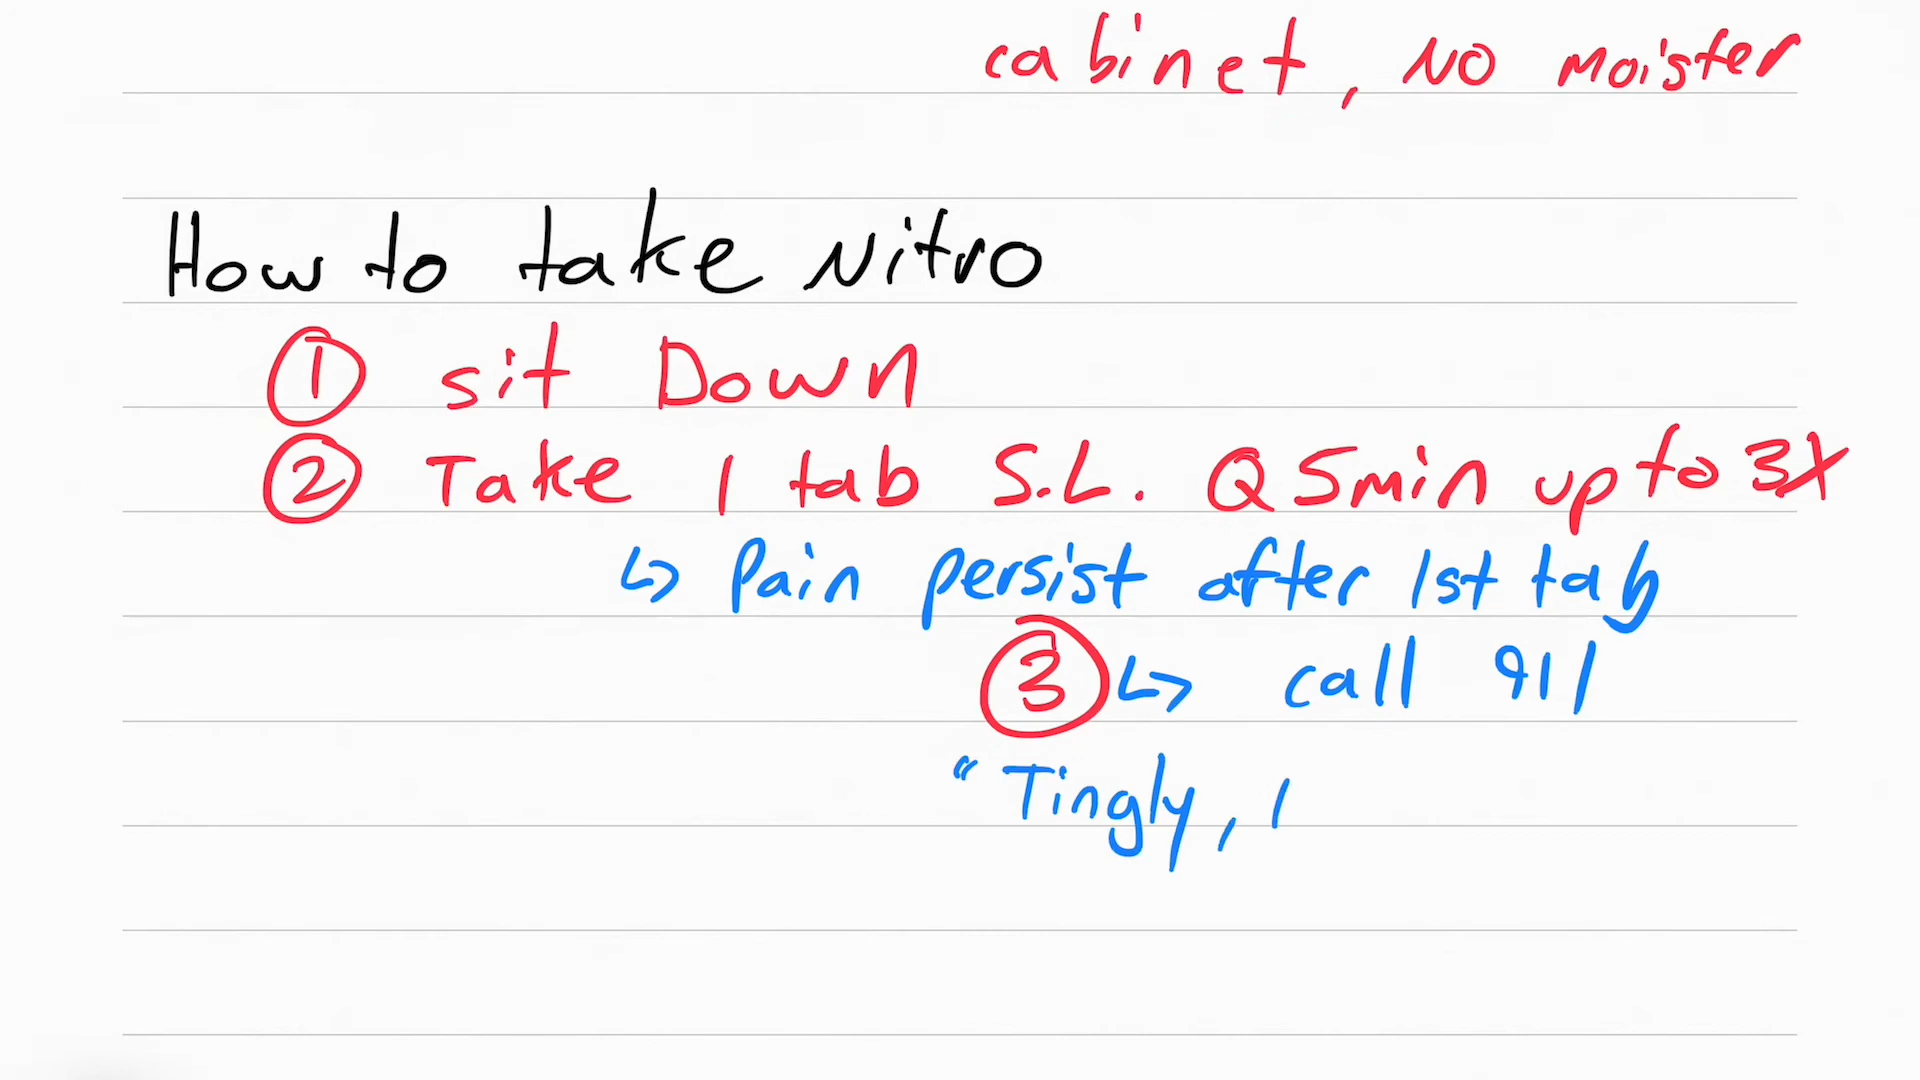 cabinet, NO Moister
How to take Nitro
① sit Down
② Take 1 tab S.L. Q5min up to 3X
↳ Pain persist after 1st tab
③ ↳ call 911
"Tingly, l